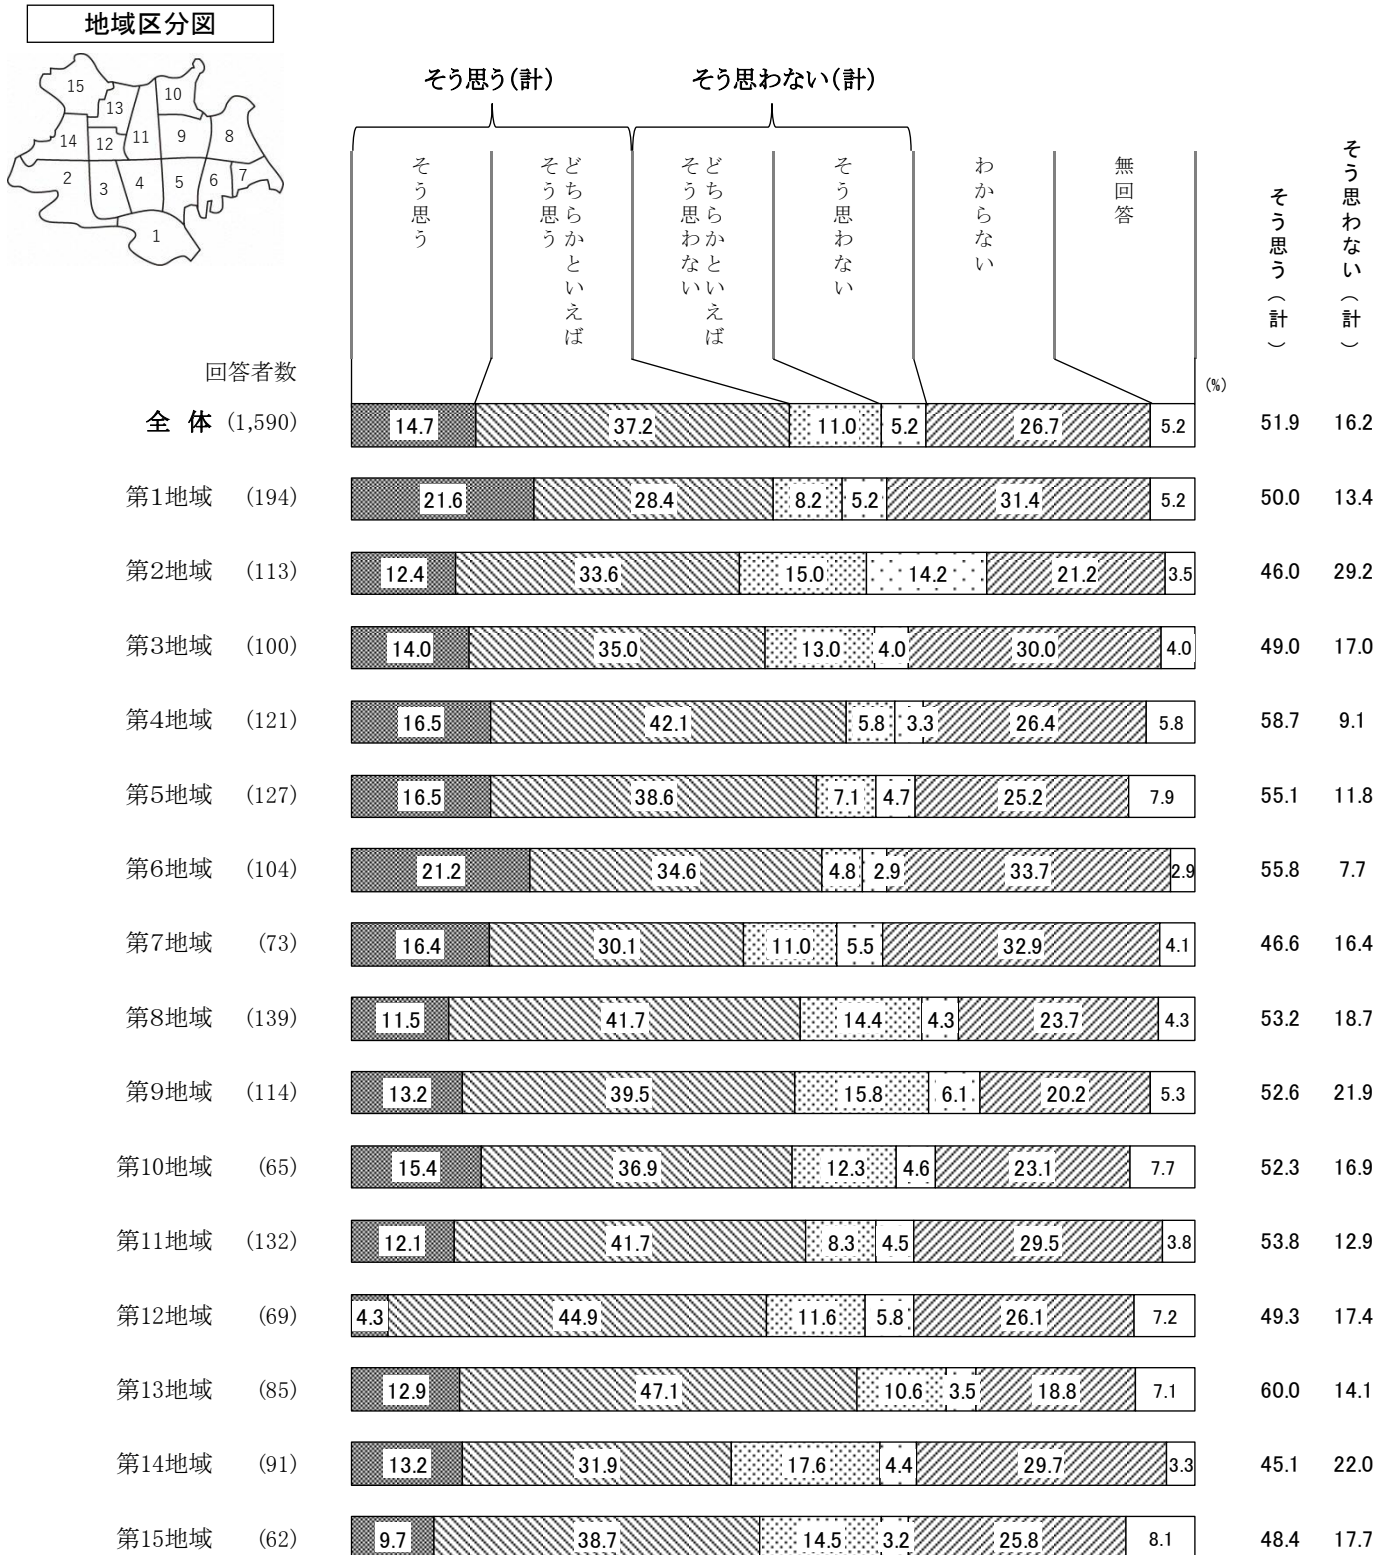 地域区分図
15
13
10
14
12
11
9
8
2
3
4
5
6
7
1
そう思う(計)
そう思わない(計)
そう思う
どちらかといえば
そう思う
どちらかといえば
そう思わない
そう思わない
わからない
無回答
そう思う(計)
そう思わない(計)
回答者数
(%)
全 体 (1,590) 14.7 37.2 11.0 5.2 26.7 5.2 51.9 16.2
第1地域 (194) 21.6 28.4 8.2 5.2 31.4 5.2 50.0 13.4
第2地域 (113) 12.4 33.6 15.0 14.2 21.2 3.5 46.0 29.2
第3地域 (100) 14.0 35.0 13.0 4.0 30.0 4.0 49.0 17.0
第4地域 (121) 16.5 42.1 5.8 3.3 26.4 5.8 58.7 9.1
第5地域 (127) 16.5 38.6 7.1 4.7 25.2 7.9 55.1 11.8
第6地域 (104) 21.2 34.6 4.8 2.9 33.7 2.9 55.8 7.7
第7地域 (73) 16.4 30.1 11.0 5.5 32.9 4.1 46.6 16.4
第8地域 (139) 11.5 41.7 14.4 4.3 23.7 4.3 53.2 18.7
第9地域 (114) 13.2 39.5 15.8 6.1 20.2 5.3 52.6 21.9
第10地域 (65) 15.4 36.9 12.3 4.6 23.1 7.7 52.3 16.9
第11地域 (132) 12.1 41.7 8.3 4.5 29.5 3.8 53.8 12.9
第12地域 (69) 4.3 44.9 11.6 5.8 26.1 7.2 49.3 17.4
第13地域 (85) 12.9 47.1 10.6 3.5 18.8 7.1 60.0 14.1
第14地域 (91) 13.2 31.9 17.6 4.4 29.7 3.3 45.1 22.0
第15地域 (62) 9.7 38.7 14.5 3.2 25.8 8.1 48.4 17.7